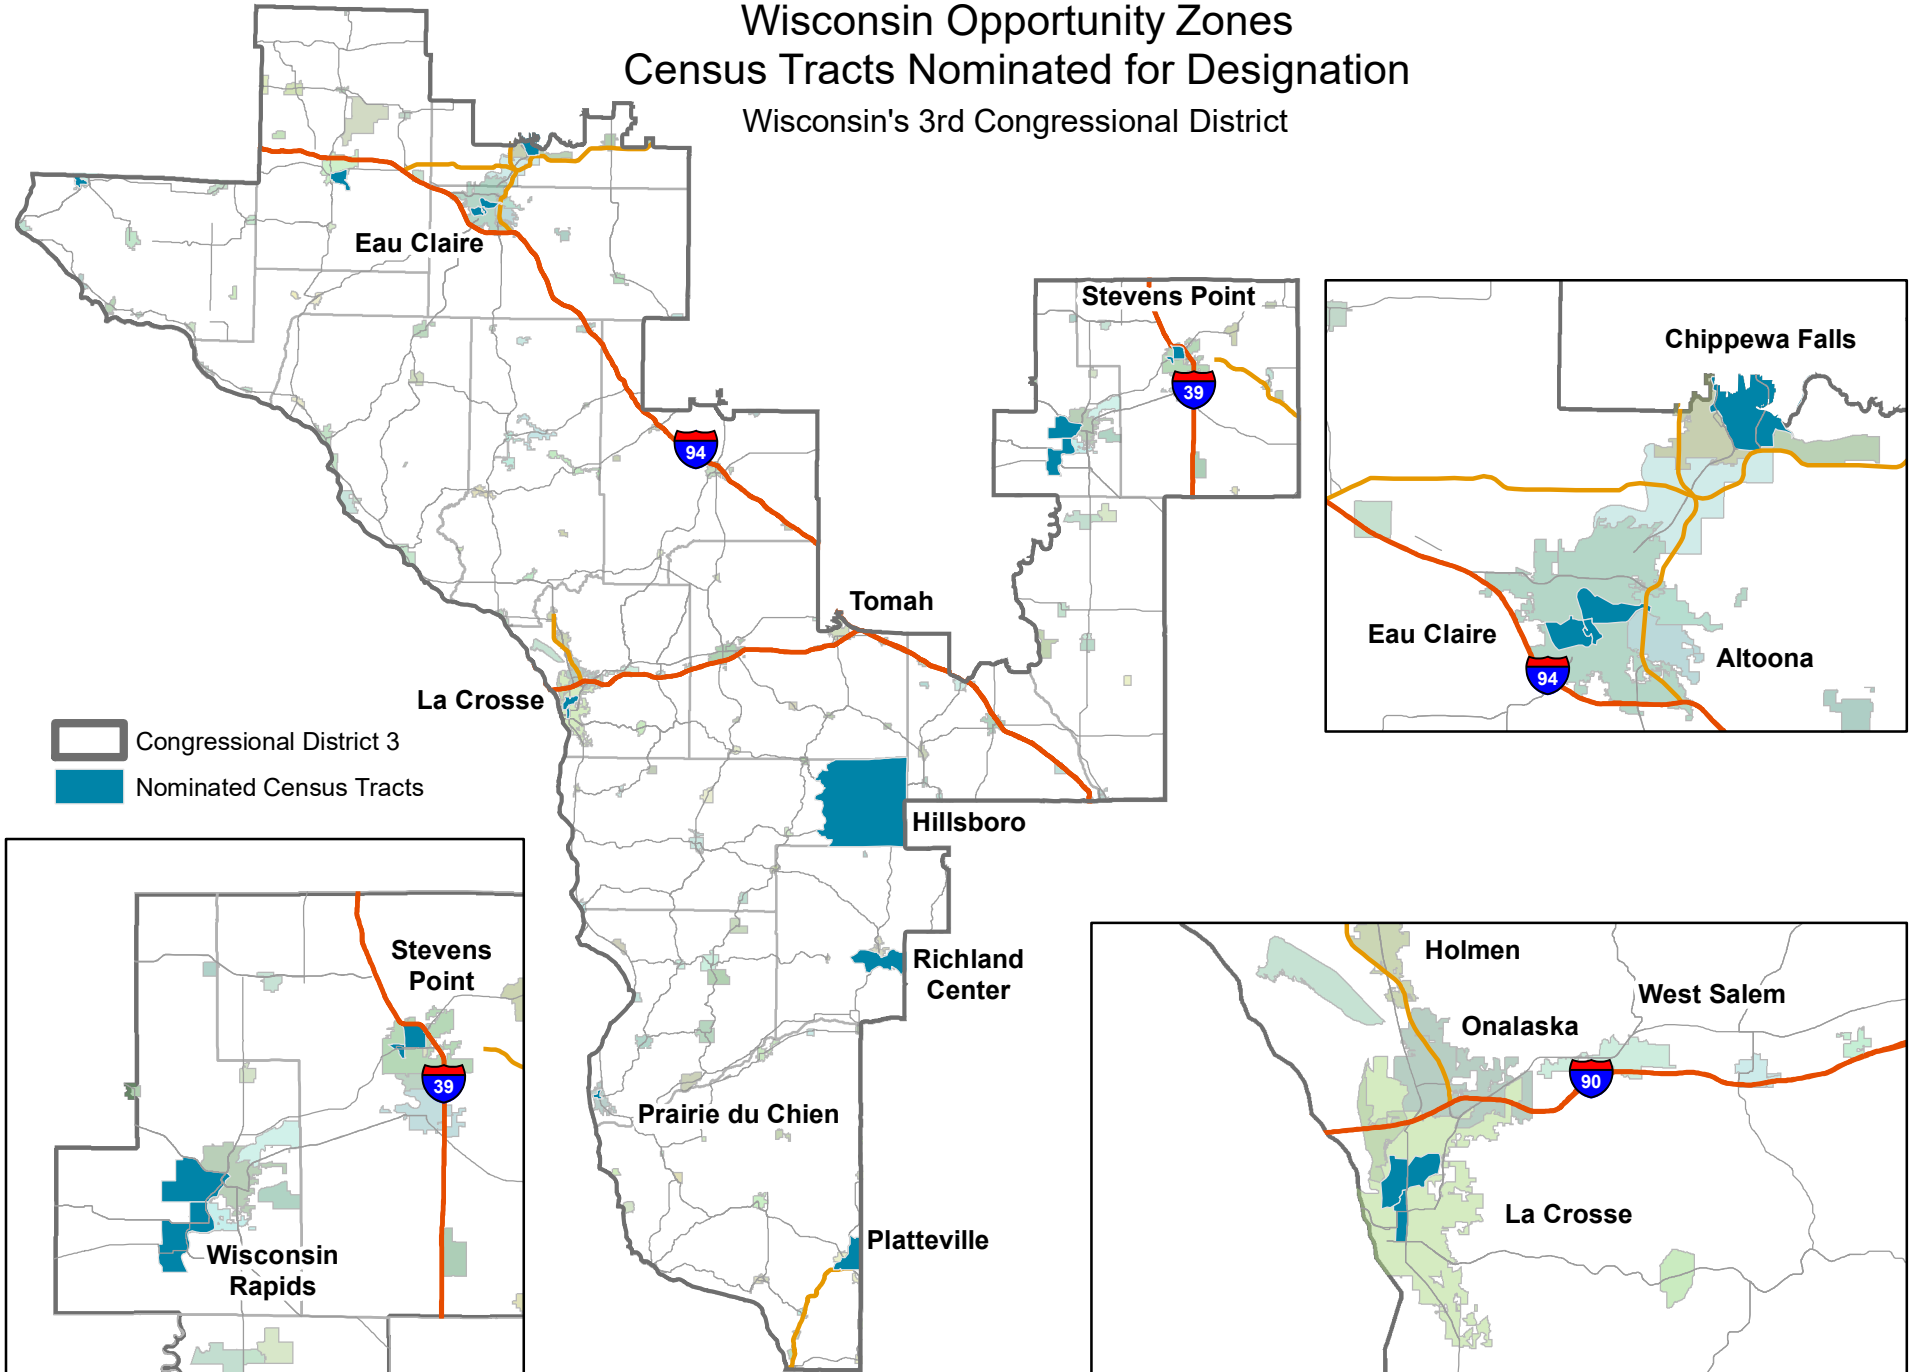 Wisconsin Opportunity Zones
Census Tracts Nominated for Designation
Wisconsin's 3rd Congressional District
Eau Claire
Stevens Point
39
94
Tomah
La Crosse
Congressional District 3
Nominated Census Tracts
Hillsboro
Richland
Center
Prairie du Chien
Platteville
Chippewa Falls
Eau Claire
Altoona
94
Stevens
Point
39
Wisconsin
Rapids
Holmen
West Salem
Onalaska
90
La Crosse